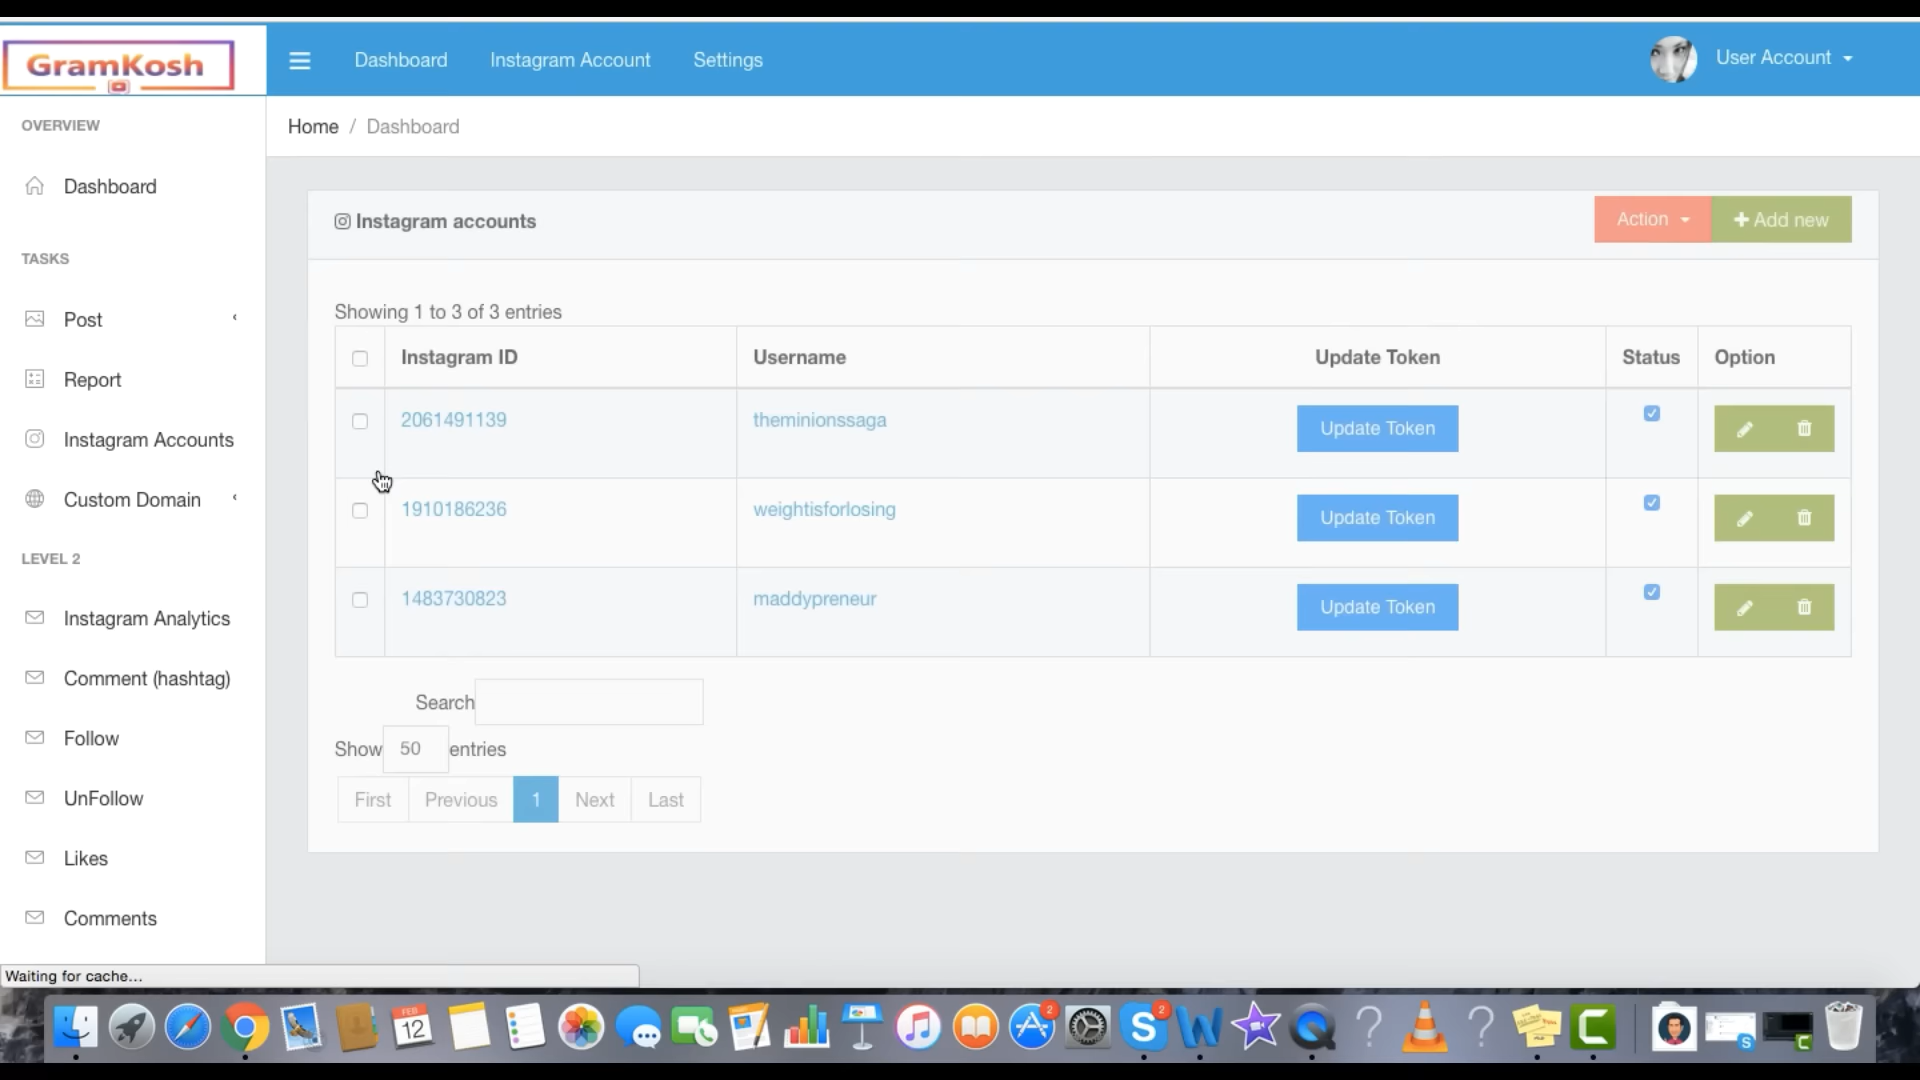 GramKosh
Dashboard Instagram Account Settings
User Account
OVERVIEW
Dashboard
TASKS
Post
Report
Instagram Accounts
Custom Domain
LEVEL 2
Instagram Analytics
Comment (hashtag)
Follow
UnFollow
Likes
Comments
Home / Dashboard
Instagram accounts
Action
Add new
Showing 1 to 3 of 3 entries
Instagram ID Username Update Token Status Option
2061491139 theminionssaga Update Token
1910186236 weightisforlosing Update Token
1483730823 maddypreneur Update Token
Search
Show 50 entries
First Previous 1 Next Last
Waiting for cache...
FEB
12
2
2